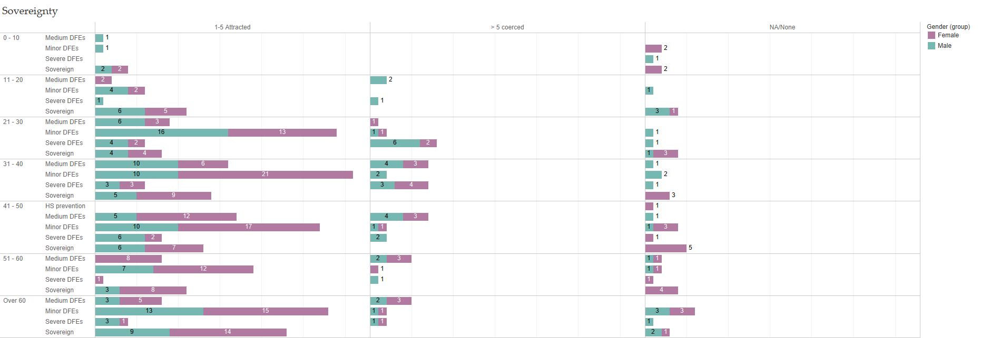 Sovereignty
1-5 Attracted > 5 coerced NA/None
Gender (group)
Female
Male
0 - 10 Medium DFEs 1
Minor DFEs 1 2
Severe DFEs 1
Sovereign 2 2 2
11 - 20 Medium DFEs 2 2
Minor DFEs 4 2 1
Severe DFEs 1 1
Sovereign 6 5 3 1
21 - 30 Medium DFEs 6 3 1
Minor DFEs 16 13 1 1 1
Severe DFEs 4 2 6 2 1
Sovereign 4 4 1 3
31 - 40 Medium DFEs 10 6 4 3 1
Minor DFEs 10 21 2 2
Severe DFEs 3 3 3 4 1
Sovereign 5 9 3
41 - 50 HS prevention 1
Medium DFEs 5 12 4 3 1
Minor DFEs 10 17 1 1 1 3
Severe DFEs 6 2 2 1
Sovereign 6 7 5
51 - 60 Medium DFEs 8 2 3 1 1
Minor DFEs 7 12 1 1 1
Severe DFEs 1 1 1
Sovereign 3 8 4
Over 60 Medium DFEs 3 5 2 3
Minor DFEs 13 15 1 1 3 3
Severe DFEs 3 1 1 1 1
Sovereign 9 14 2 1